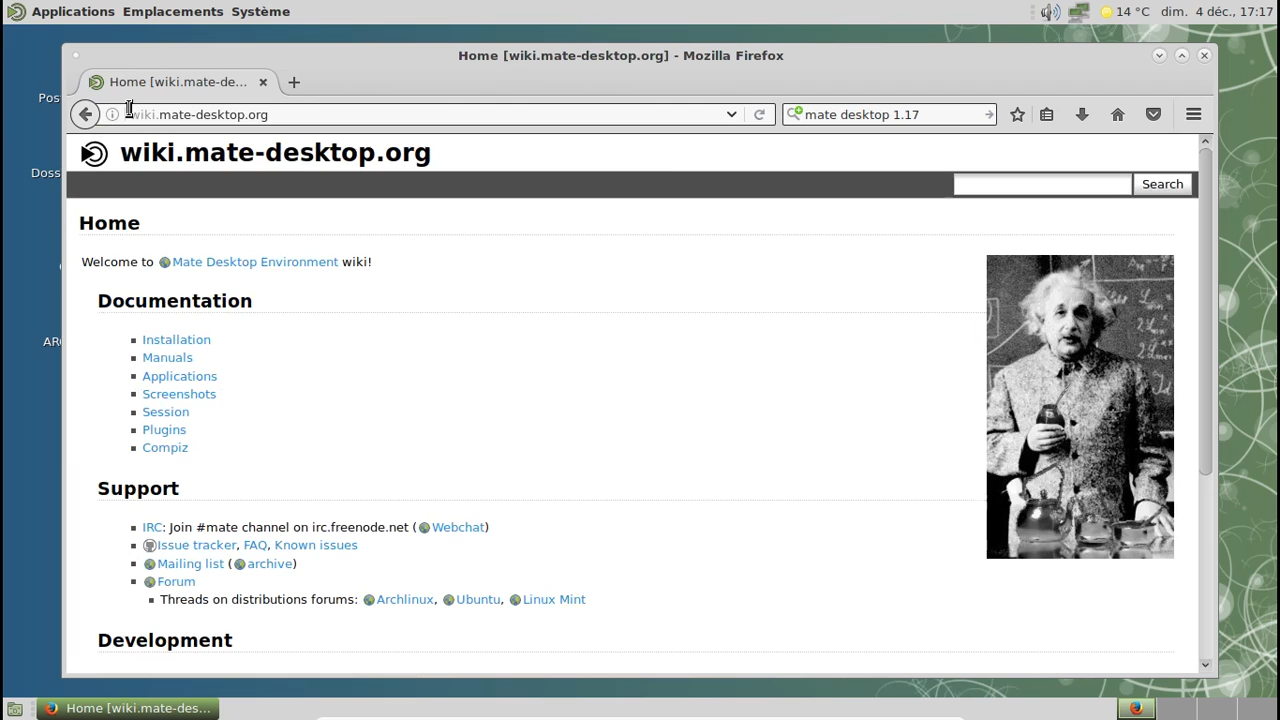 Applications Emplacements Système
14 °C dim. 4 déc., 17:17
Home [wiki.mate-desktop.org] - Mozilla Firefox
Home [wiki.mate-de...
wiki.mate-desktop.org
mate desktop 1.17
wiki.mate-desktop.org
Search
Home
Welcome to Mate Desktop Environment wiki!
Documentation
Installation
Manuals
Applications
Screenshots
Session
Plugins
Compiz
Support
IRC: Join #mate channel on irc.freenode.net ( Webchat)
Issue tracker, FAQ, Known issues
Mailing list ( archive)
Forum
Threads on distributions forums: Archlinux, Ubuntu, Linux Mint
Development
Pos
Doss
AR
Home [wiki.mate-des...